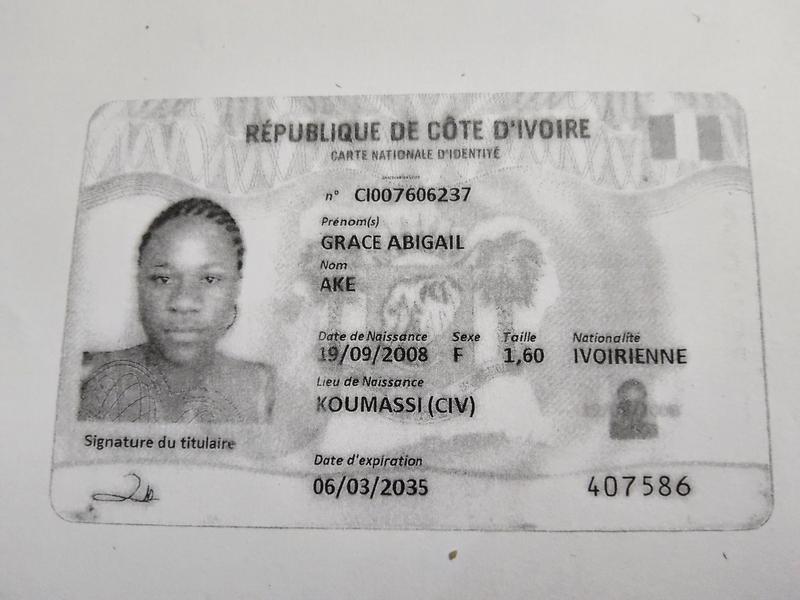 RÉPUBLIQUE DE CÔTE D'IVOIRE
CARTE NATIONALE D'IDENTITÉ
n° CI007606237
Prénom(s)
GRACE ABIGAIL
Nom
AKE
Date de Naissance Sexe Taille Nationalité
19/09/2008 F 1,60 IVOIRIENNE
Lieu de Naissance
KOUMASSI (CIV)
Signature du titulaire
Date d'expiration
06/03/2035
407586